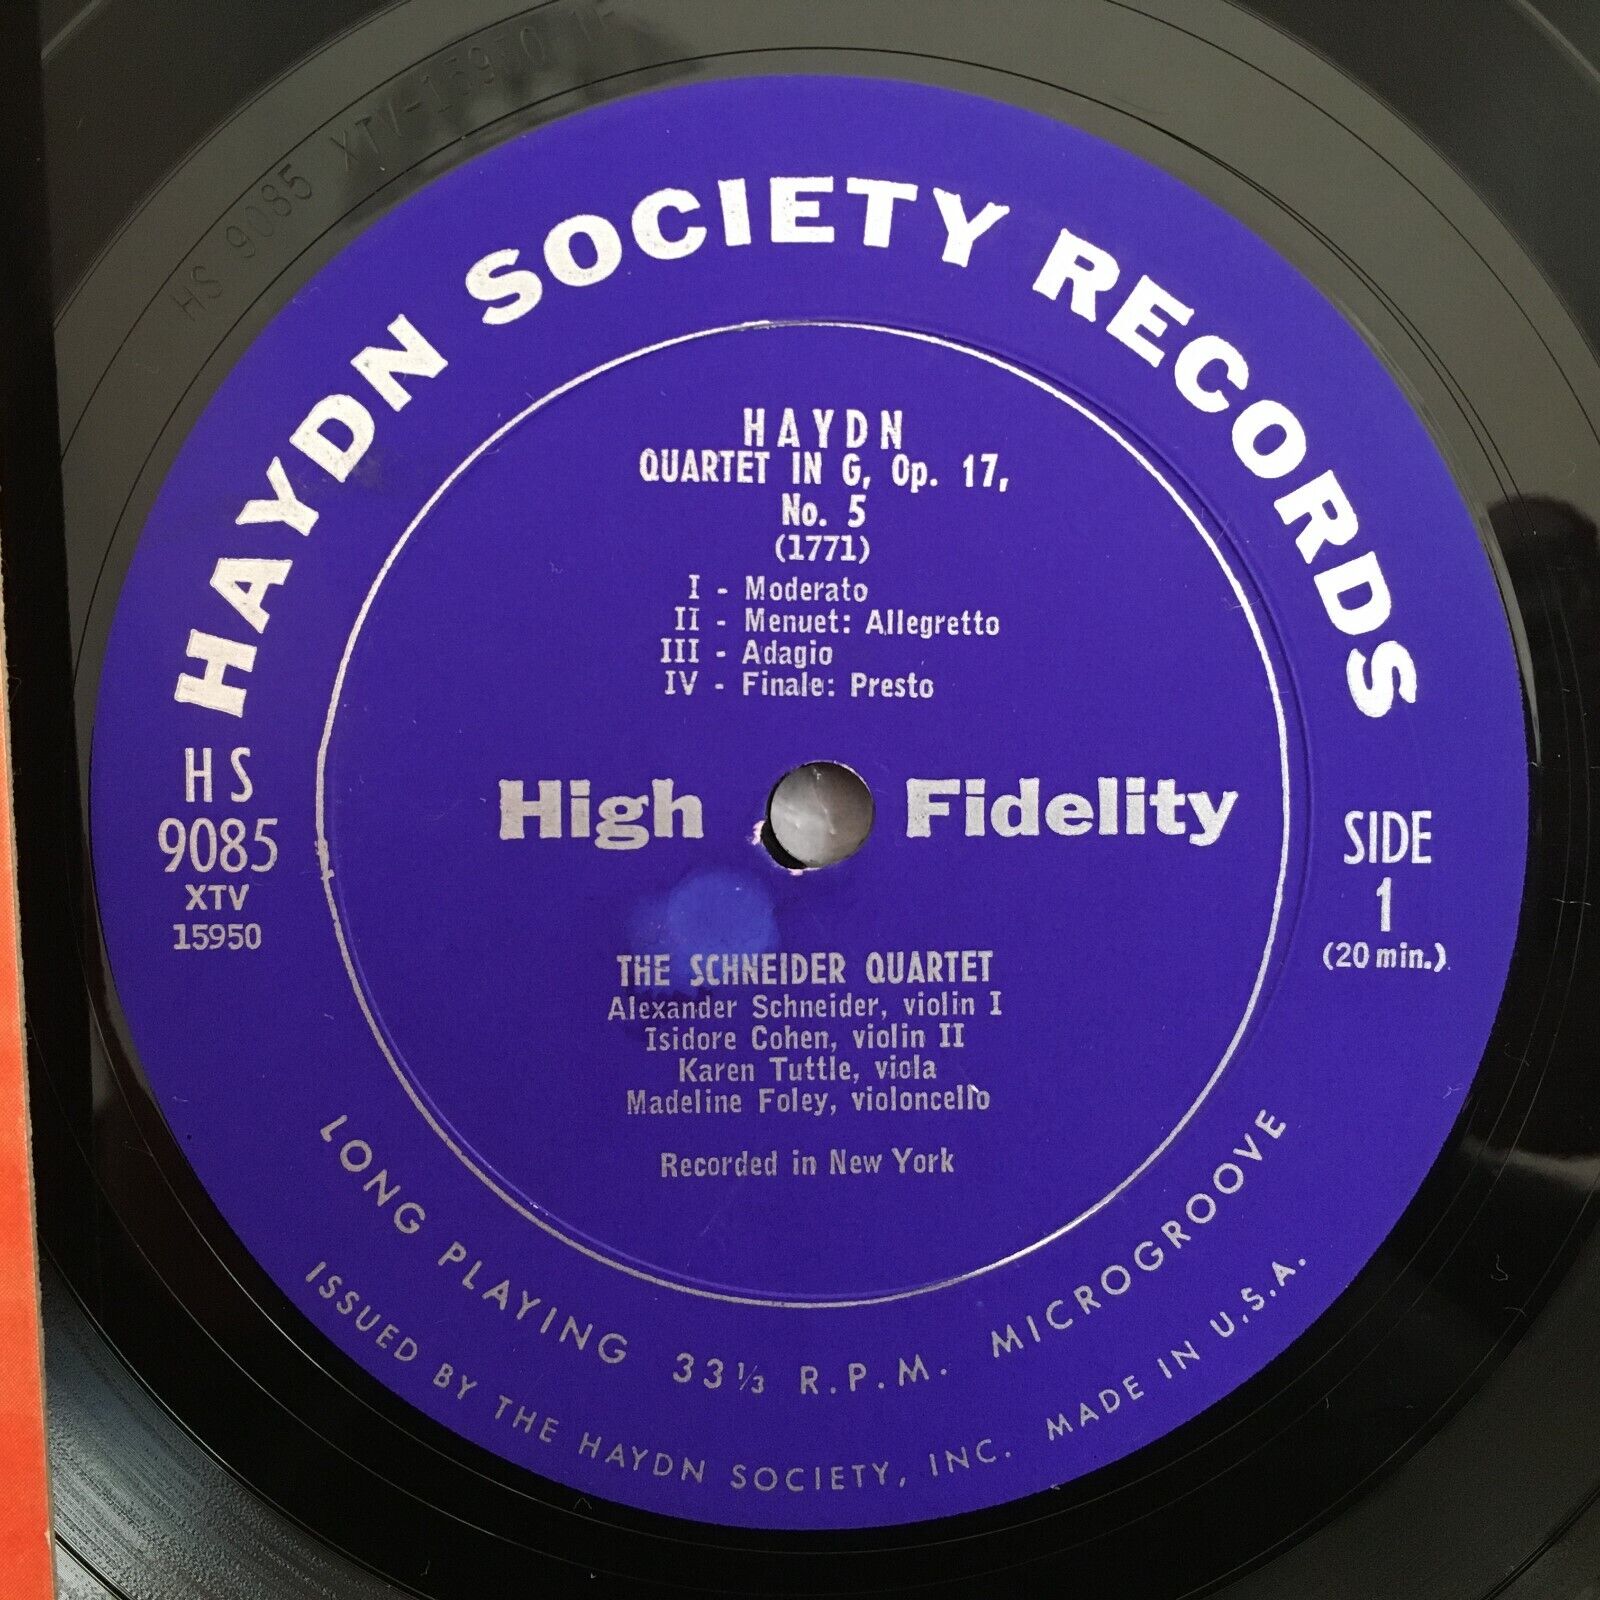 HS 9085 XTV-15950 1F
HAYDN SOCIETY RECORDS
HAYDN
QUARTET IN G, Op. 17,
No. 5
(1771)
I - Moderato
II - Menuet: Allegretto
III - Adagio
IV - Finale: Presto
HS
9085
XTV
15950
High Fidelity
SIDE
1
(20 min.)
THE SCHNEIDER QUARTET
Alexander Schneider, violin I
Isidore Cohen, violin II
Karen Tuttle, viola
Madeline Foley, violoncello
Recorded in New York
LONG PLAYING 33 1/3 R.P.M. MICROGROOVE
ISSUED BY THE HAYDN SOCIETY, INC. MADE IN U.S.A.